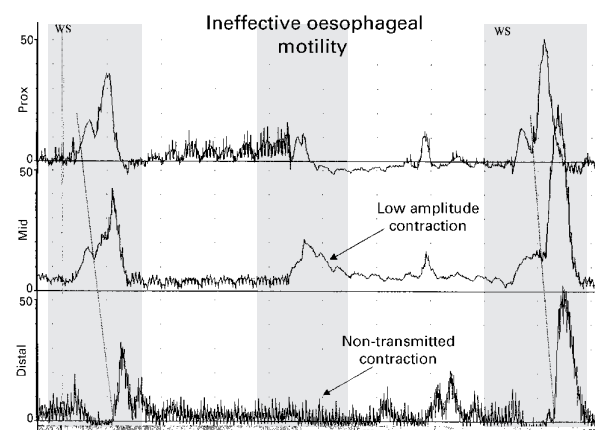 Ineffective oesophageal
motility
WS
WS
50
Prox
0
50
Mid
0
50
Distal
0
Low amplitude
contraction
Non-transmitted
contraction